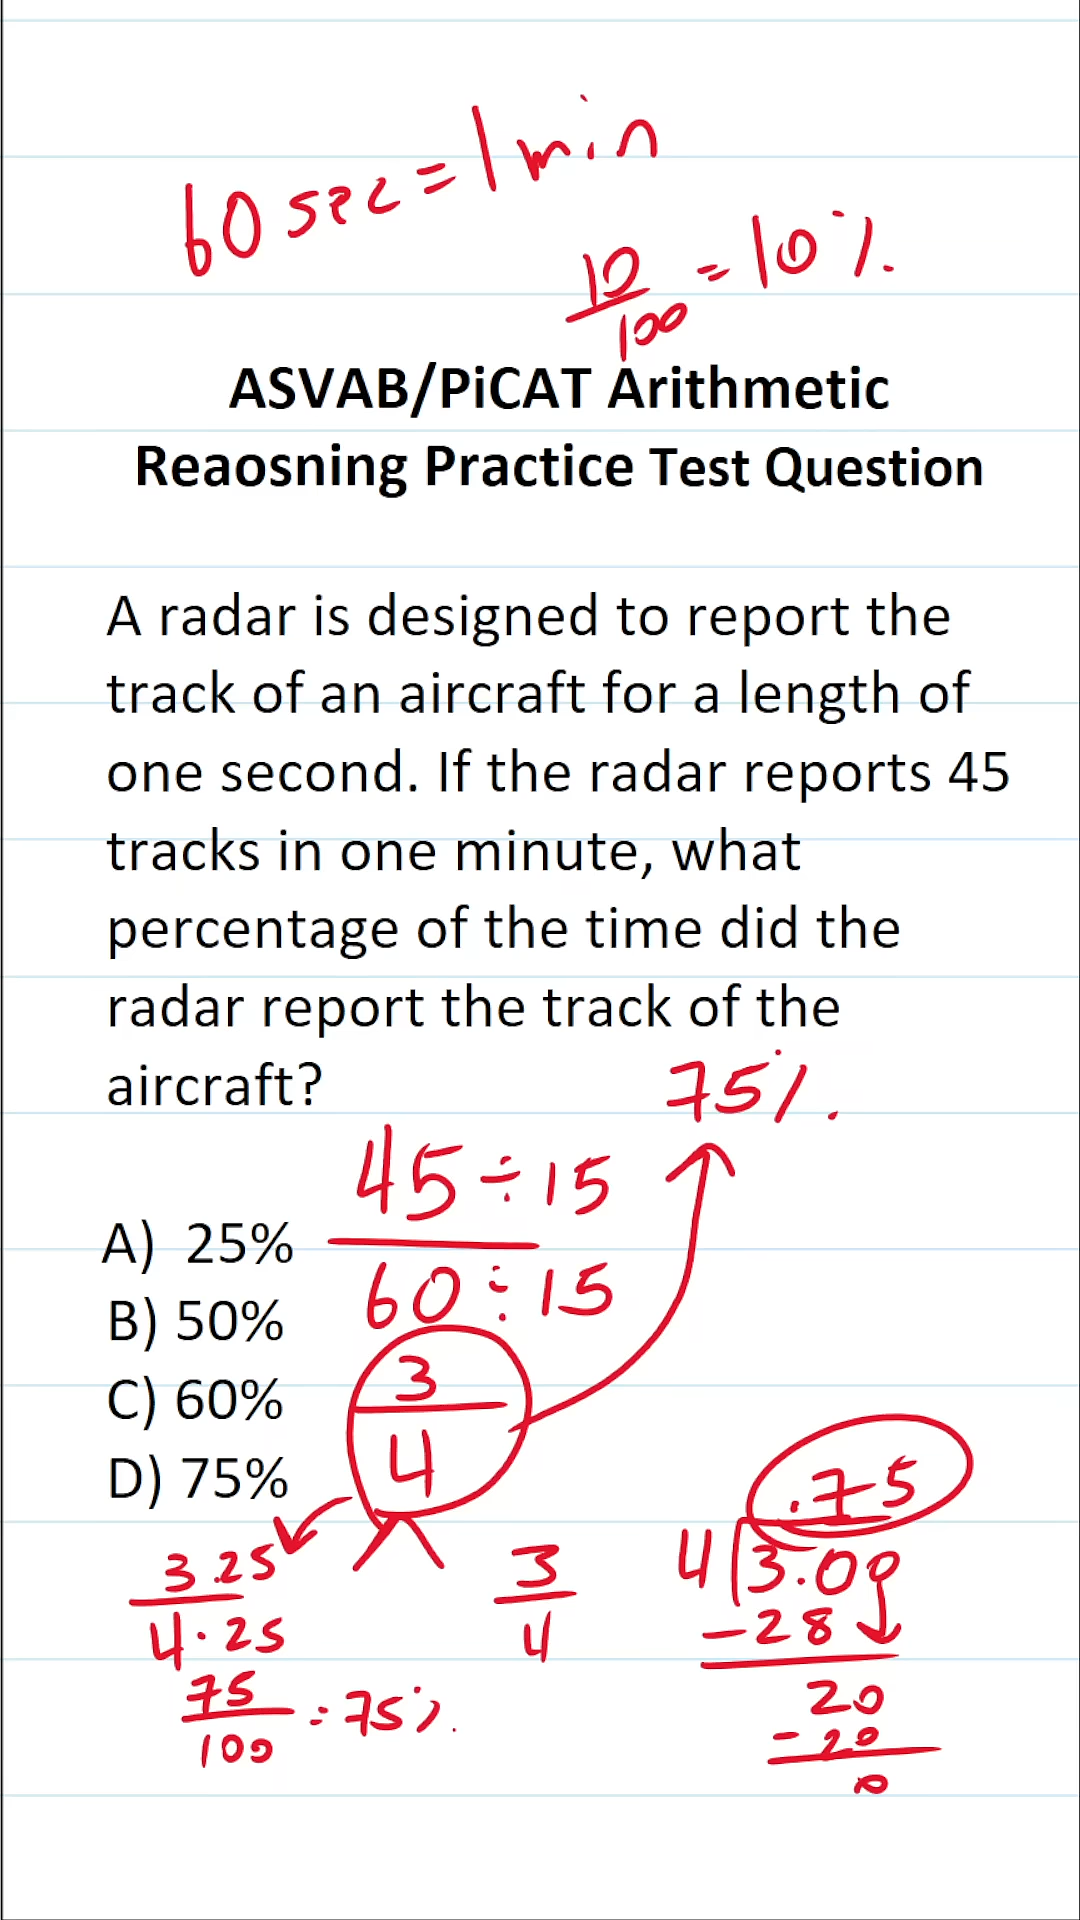 60 sec = 1 min
10/100 = 10%
ASVAB/PiCAT Arithmetic
Reaosning Practice Test Question
A radar is designed to report the
track of an aircraft for a length of
one second. If the radar reports 45
tracks in one minute, what
percentage of the time did the
radar report the track of the
aircraft?
75%
45 ÷ 15
60 ÷ 15
A) 25%
B) 50%
3
C) 60%
4
D) 75%
.75
3.25
3
4 3.00
4.25
4
-28
75
20
100
= 75%
-20
0